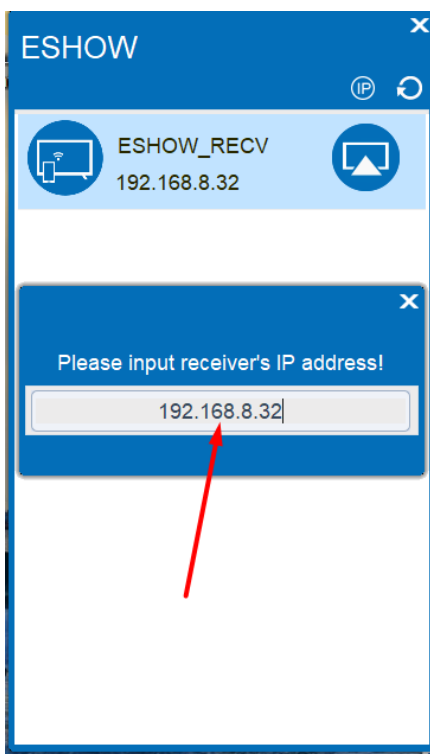 ESHOW
IP
ESHOW_RECV
192.168.8.32
Please input receiver's IP address!
192.168.8.32